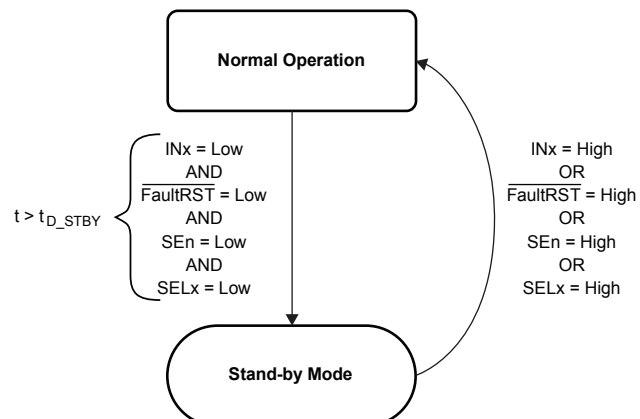 Normal Operation
t > tD_STBY
INx = Low
AND
FaultRST = Low
AND
SEn = Low
AND
SELx = Low
INx = High
OR
FaultRST = High
OR
SEn = High
OR
SELx = High
Stand-by Mode